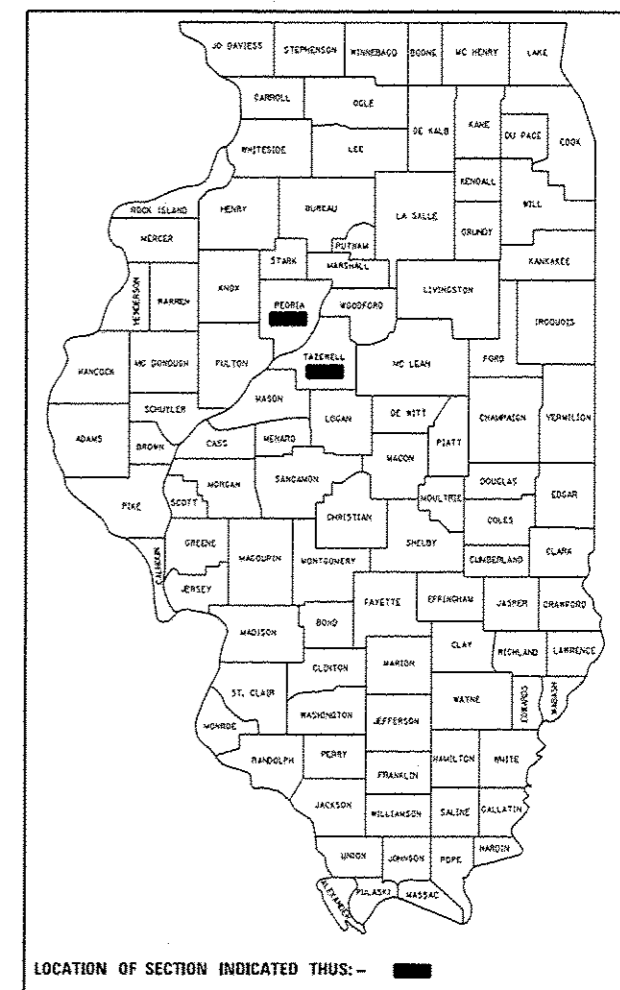 JO DAVIESS STEPHENSON WINNEBAGO BOONE MC HENRY LAKE
CARROLL OGLE DE KALB KANE DU PAGE COOK
WHITESIDE LEE
KENDALL WILL
ROCK ISLAND HENRY BUREAU LA SALLE GRUNDY
MERCER STARK PUTNAM MARSHALL KANKAKEE
HENDERSON WARREN KNOX PEORIA WOODFORD LIVINGSTON IROQUOIS
HANCOCK MC DONOUGH FULTON TAZEWELL MC LEAN FORD
MASON
SCHUYLER LOGAN DE WITT CHAMPAIGN VERMILION
ADAMS BROWN CASS MENARD MACON PIATT
MORGAN SANGAMON DOUGLAS EDGAR
PIKE SCOTT CHRISTIAN MOULTRIE COLES
GREENE MACOUPIN MONTGOMERY SHELBY CUMBERLAND CLARK
CALHOUN JERSEY FAYETTE EFFINGHAM JASPER CRAWFORD
MADISON BOND
CLAY RICHLAND LAWRENCE
CLINTON MARION
ST. CLAIR WAYNE EDWARDS WABASH
MONROE WASHINGTON JEFFERSON
RANDOLPH PERRY HAMILTON WHITE
FRANKLIN
JACKSON WILLIAMSON SALINE GALLATIN
UNION JOHNSON POPE HARDIN
ALEXANDER PULASKI MASSAC
LOCATION OF SECTION INDICATED THUS: -